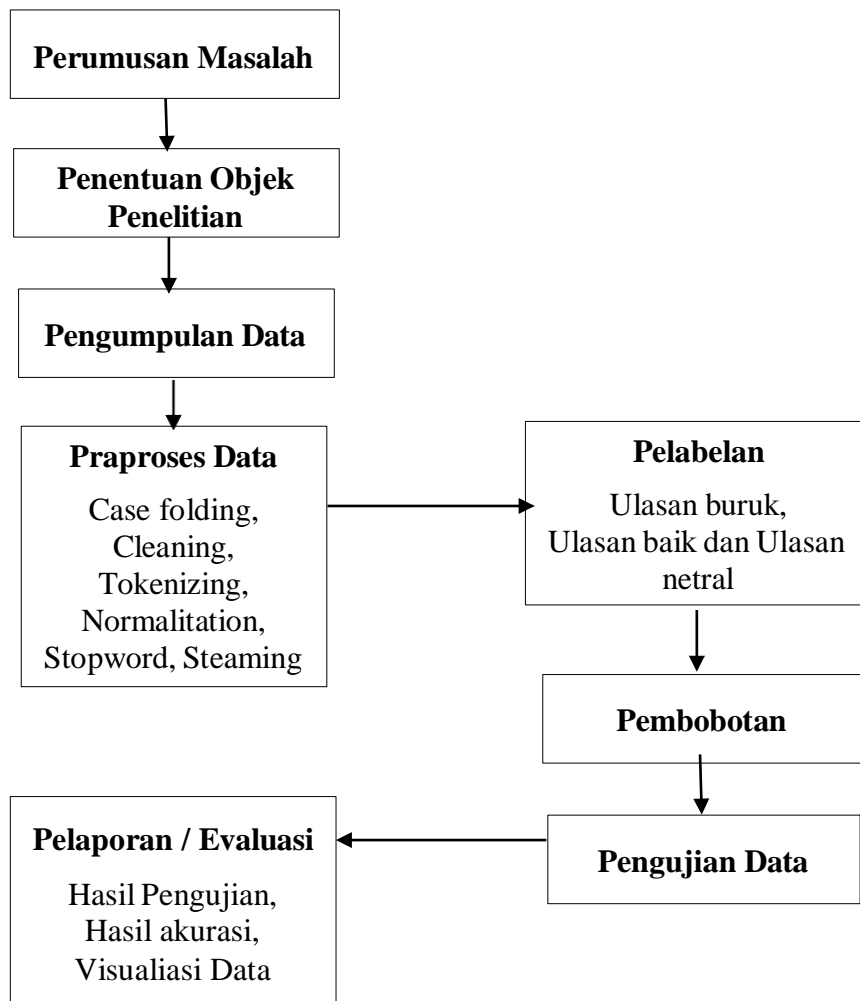 Perumusan Masalah
Penentuan Objek
Penelitian
Pengumpulan Data
Praproses Data
Case folding,
Cleaning,
Tokenizing,
Normalitation,
Stopword, Steaming
Pelabelan
Ulasan buruk,
Ulasan baik dan Ulasan
netral
Pembobotan
Pengujian Data
Pelaporan / Evaluasi
Hasil Pengujian,
Hasil akurasi,
Visualiasi Data